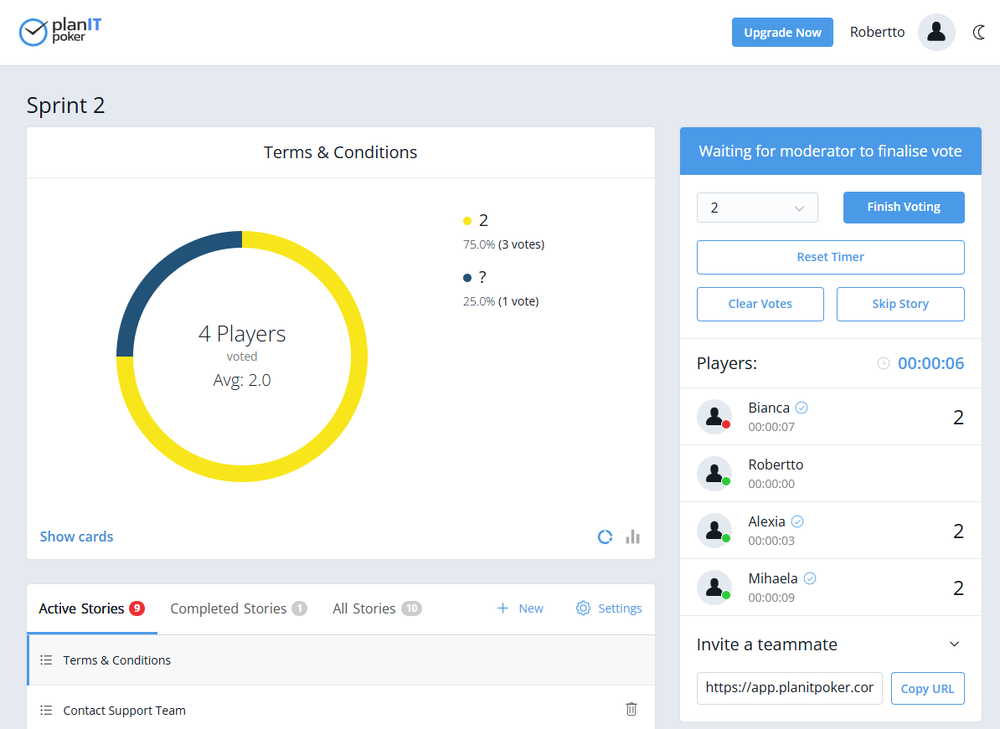 planIT
poker
Upgrade Now
Robertto
Sprint 2
Terms & Conditions
2
75.0% (3 votes)
?
25.0% (1 vote)
4 Players
voted
Avg: 2.0
Show cards
Waiting for moderator to finalise vote
2
Finish Voting
Reset Timer
Clear Votes
Skip Story
Players:
00:00:06
Bianca
00:00:07
2
Robertto
00:00:00
Alexia
00:00:03
2
Mihaela
00:00:09
2
Invite a teammate
https://app.planitpoker.cor
Copy URL
Active Stories 9
Completed Stories 1
All Stories 10
New
Settings
Terms & Conditions
Contact Support Team